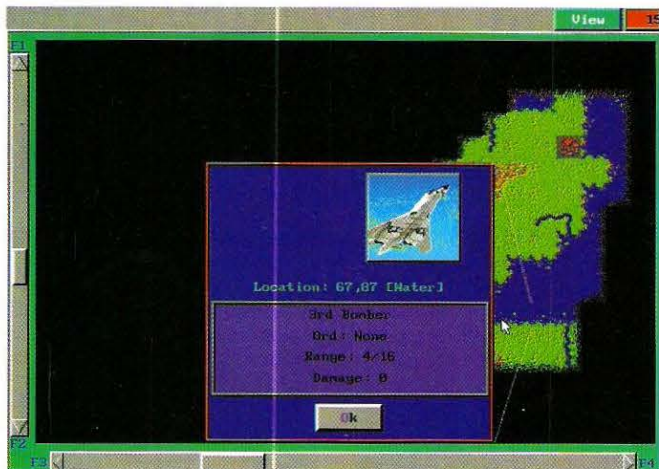 View 15
F1
Location: 67,87 [Water]
3rd Bomber
Ord: None
Range: 4/16
Damage: 0
Ok
F2
F3 F4